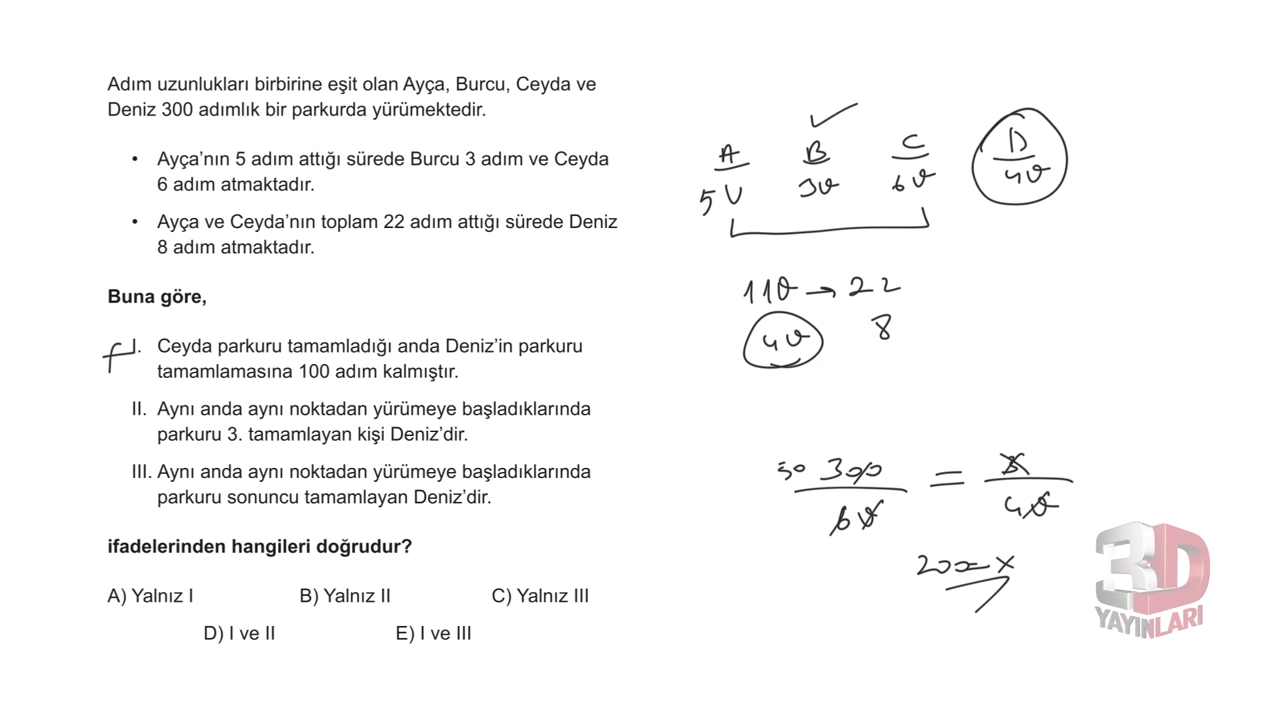 Adım uzunlukları birbirine eşit olan Ayça, Burcu, Ceyda ve
Deniz 300 adımlık bir parkurda yürümektedir.
• Ayça’nın 5 adım attığı sürede Burcu 3 adım ve Ceyda
6 adım atmaktadır.
• Ayça ve Ceyda’nın toplam 22 adım attığı sürede Deniz
8 adım atmaktadır.
Buna göre,
I. Ceyda parkuru tamamladığı anda Deniz’in parkuru
tamamlamasına 100 adım kalmıştır.
II. Aynı anda aynı noktadan yürümeye başladıklarında
parkuru 3. tamamlayan kişi Deniz’dir.
III. Aynı anda aynı noktadan yürümeye başladıklarında
parkuru sonuncu tamamlayan Deniz’dir.
ifadelerinden hangileri doğrudur?
A) Yalnız I B) Yalnız II C) Yalnız III
D) I ve II E) I ve III
A B C D
5V 3V 6V 4V
11V → 22
4V 8
50 300 = x
6V 4V
200 = x
3D
YAYINLARI